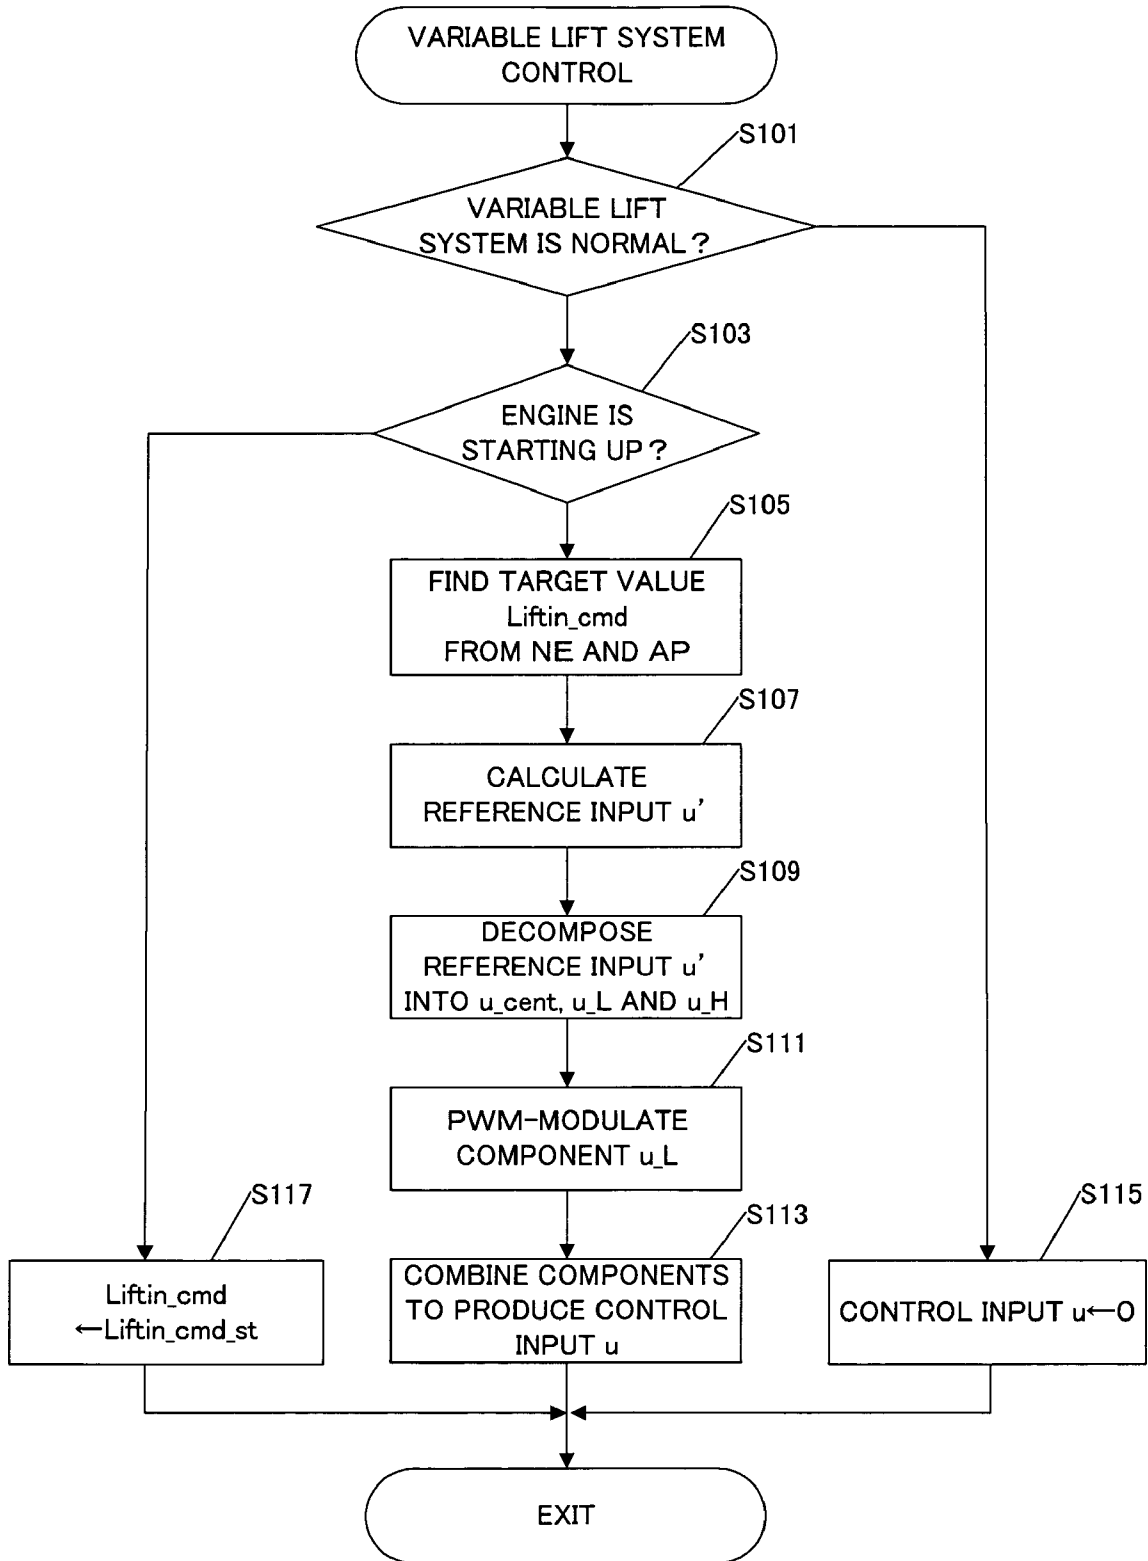 VARIABLE LIFT SYSTEM
CONTROL
S101
VARIABLE LIFT
SYSTEM IS NORMAL?
S103
ENGINE IS
STARTING UP?
S105
FIND TARGET VALUE
Liftin_cmd
FROM NE AND AP
S107
CALCULATE
REFERENCE INPUT u'
S109
DECOMPOSE
REFERENCE INPUT u'
INTO u_cent, u_L AND u_H
S111
PWM-MODULATE
COMPONENT u_L
S117
Liftin_cmd
←Liftin_cmd_st
S113
COMBINE COMPONENTS
TO PRODUCE CONTROL
INPUT u
S115
CONTROL INPUT u←0
EXIT